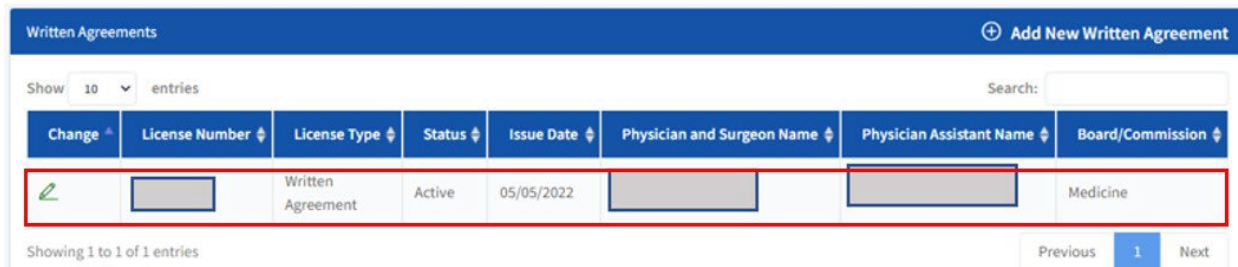 Written Agreements Add New Written Agreement
Show 10 entries Search:
Change License Number License Type Status Issue Date Physician and Surgeon Name Physician Assistant Name Board/Commission
Written Agreement Active 05/05/2022 Medicine
Showing 1 to 1 of 1 entries Previous 1 Next